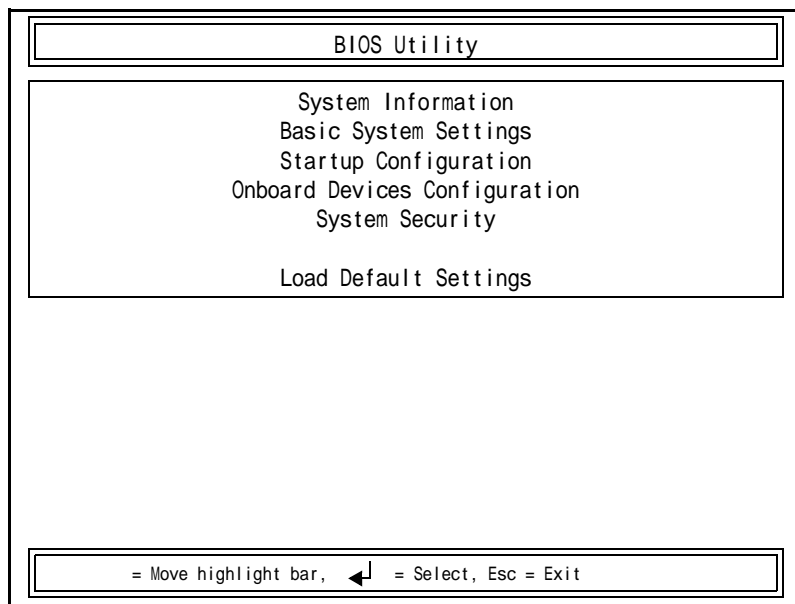 BIOS Utility
System Information
Basic System Settings
Startup Configuration
Onboard Devices Configuration
System Security
Load Default Settings
= Move highlight bar, ↵ = Select, Esc = Exit